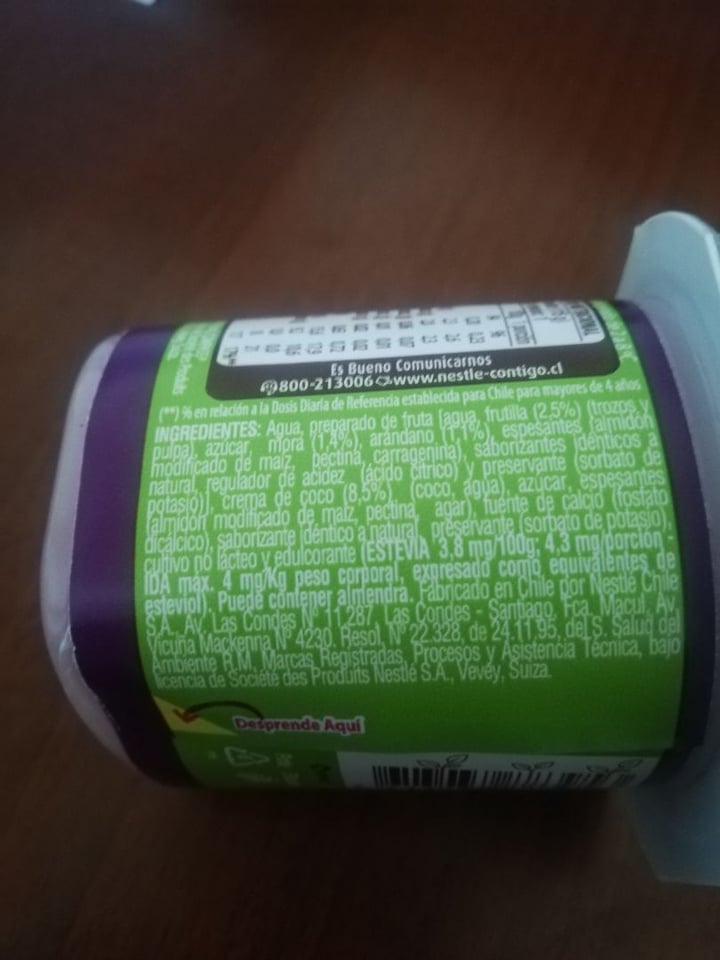 Es Bueno Comunicarnos
800-213006 www.nestle-contigo.cl
(**) % en relación a la Dosis Diaria de Referencia establecida para Chile para mayores de 4 años
INGREDIENTES: Agua, preparado de fruta [agua, frutilla (2,5%) (trozos y
pulpa), azúcar, mora (1,4%), arándano (1,1%), espesantes (almidón
modificado de maíz, pectina, carragenina), saborizantes idénticos a
natural, regulador de acidez (ácido cítrico) y preservante (sorbato de
potasio)], crema de coco (8,5%) (coco, agua), azúcar, espesantes
(almidón modificado de maíz, pectina, agar), fuente de calcio (fosfato
dicálcico), saborizante idéntico a natural, preservante (sorbato de potasio),
cultivo no lácteo y edulcorante (ESTEVIA 3,8 mg/100g; 4,3 mg/porción -
IDA máx. 4 mg/Kg peso corporal, expresado como equivalentes de
esteviol). Puede contener almendra. Fabricado en Chile por Nestlé Chile
S.A., Av. Las Condes N° 11.287, Las Condes - Santiago. Fca. Macul, Av.
Vicuña Mackenna N° 4230. Resol. N° 22.328, de 24.11.95, del S. Salud del
Ambiente R.M. Marcas Registradas, Procesos y Asistencia Técnica, bajo
licencia de Société des Produits Nestlé S.A., Vevey, Suiza.
Desprende Aquí